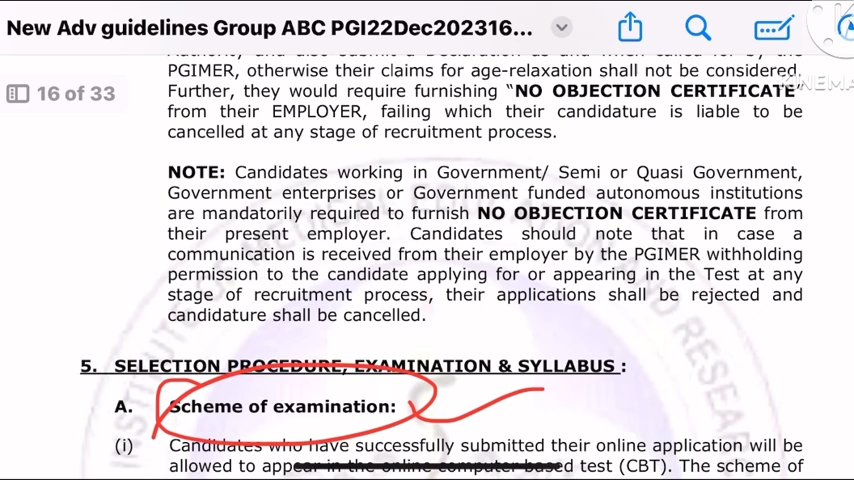 New Adv guidelines Group ABC PGI22Dec202316...
16 of 33
PGIMER, otherwise their claims for age-relaxation shall not be considered.
Further, they would require furnishing “NO OBJECTION CERTIFICATE”
from their EMPLOYER, failing which their candidature is liable to be
cancelled at any stage of recruitment process.
NOTE: Candidates working in Government/ Semi or Quasi Government,
Government enterprises or Government funded autonomous institutions
are mandatorily required to furnish NO OBJECTION CERTIFICATE from
their present employer. Candidates should note that in case a
communication is received from their employer by the PGIMER withholding
permission to the candidate applying for or appearing in the Test at any
stage of recruitment process, their applications shall be rejected and
candidature shall be cancelled.
5. SELECTION PROCEDURE, EXAMINATION & SYLLABUS :
A. Scheme of examination:
(i) Candidates who have successfully submitted their online application will be
allowed to appear in the online computer based test (CBT). The scheme of
KINEMA